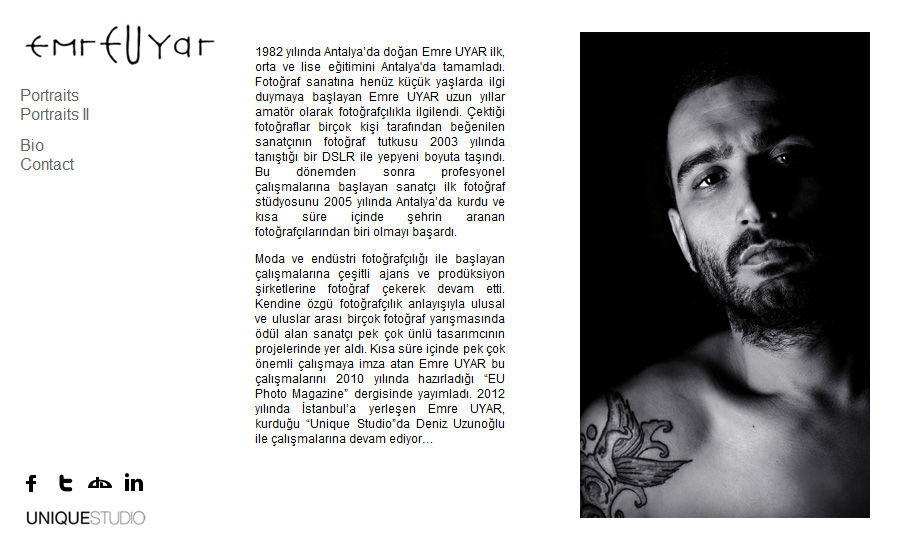 EMrEUYar
Portraits
Portraits II
Bio
Contact
1982 yılında Antalya’da doğan Emre UYAR ilk,
orta ve lise eğitimini Antalya'da tamamladı.
Fotoğraf sanatına henüz küçük yaşlarda ilgi
duymaya başlayan Emre UYAR uzun yıllar
amatör olarak fotoğrafçılıkla ilgilendi. Çektiği
fotoğraflar birçok kişi tarafından beğenilen
sanatçının fotoğraf tutkusu 2003 yılında
tanıştığı bir DSLR ile yepyeni boyuta taşındı.
Bu dönemden sonra profesyonel
çalışmalarına başlayan sanatçı ilk fotoğraf
stüdyosunu 2005 yılında Antalya’da kurdu ve
kısa süre içinde şehrin aranan
fotoğrafçılarından biri olmayı başardı.
Moda ve endüstri fotoğrafçılığı ile başlayan
çalışmalarına çeşitli ajans ve prodüksiyon
şirketlerine fotoğraf çekerek devam etti.
Kendine özgü fotoğrafçılık anlayışıyla ulusal
ve uluslar arası birçok fotoğraf yarışmasında
ödül alan sanatçı pek çok ünlü tasarımcının
projelerinde yer aldı. Kısa süre içinde pek çok
önemli çalışmaya imza atan Emre UYAR bu
çalışmalarını 2010 yılında hazırladığı “EU
Photo Magazine” dergisinde yayımladı. 2012
yılında İstanbul’a yerleşen Emre UYAR,
kurduğu “Unique Studio”da Deniz Uzunoğlu
ile çalışmalarına devam ediyor…
UNIQUESTUDIO